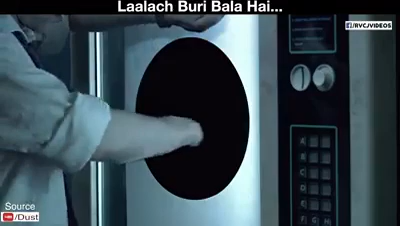 Laalach Buri Bala Hai...
f/RVCJVIDEOS
A
B
C
D
E
F G H
Source
/Dust